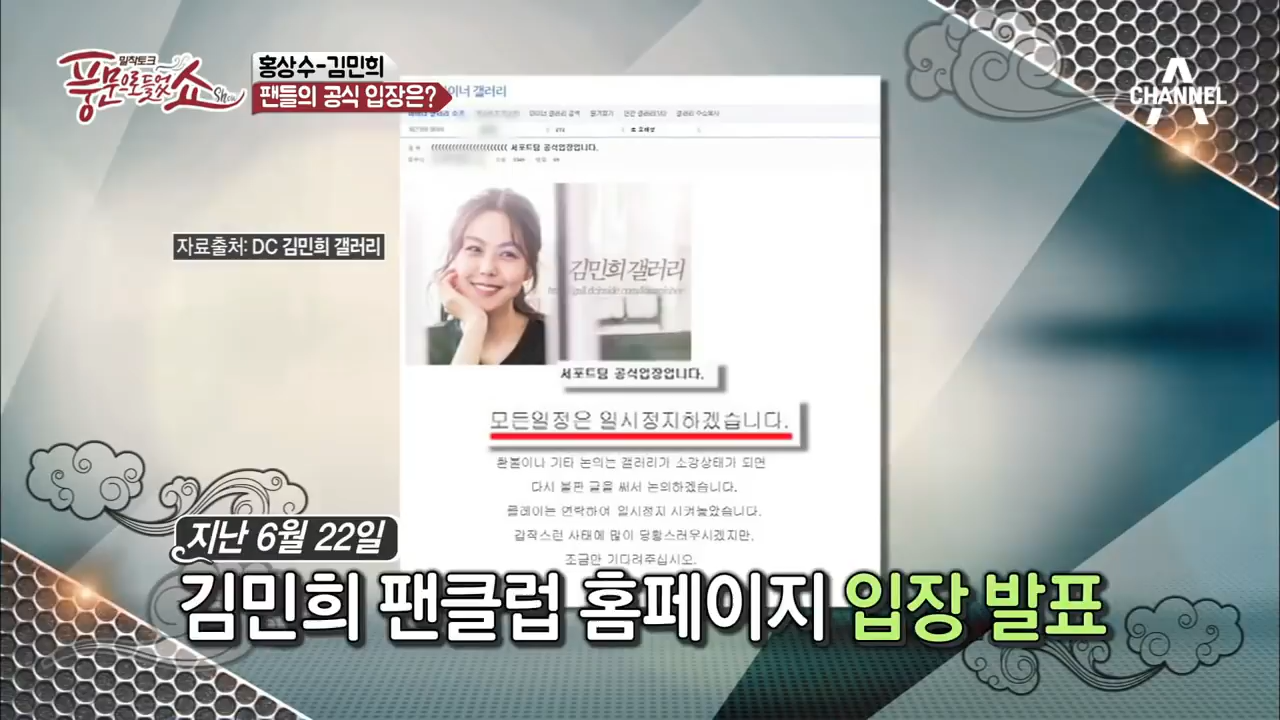 밀착토크
풍문으로들었쇼
Show
홍상수-김민희
팬들의 공식 입장은?
CHANNEL A
이너 갤러리
((((((((((((((((((((((( 서포트팀 공식입장입니다.
자료출처: DC 김민희 갤러리
김민희 갤러리
서포트팀 공식입장입니다.
모든일정은 일시정지하겠습니다.
환불이나 기타 논의는 갤러리가 소강상태가 되면
다시 불판 글을 써서 논의하겠습니다.
클레이는 연락하여 일시정지 시켜놓았습니다.
갑작스런 사태에 많이 당황스러우시겠지만,
조금만 기다려주십시오.
지난 6월 22일
김민희 팬클럽 홈페이지 입장 발표